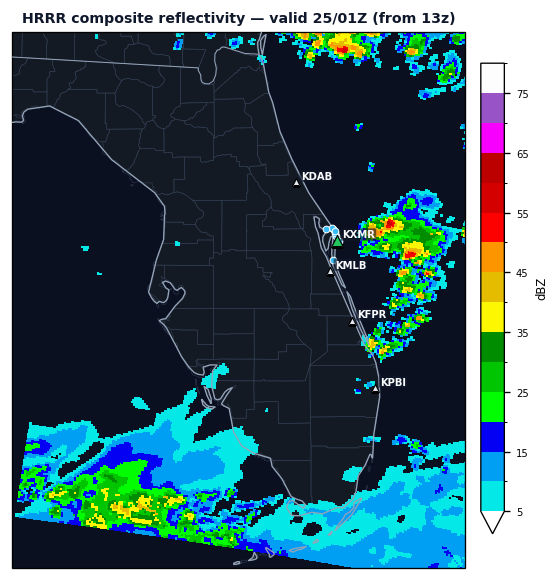 HRRR composite reflectivity — valid 25/01Z (from 13z)
KDAB
KXMR
KMLB
KFPR
KPBI
75
65
55
45
35
25
15
5
dBZ